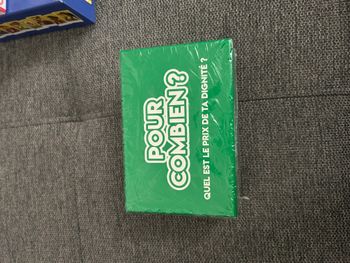 POUR
COMBIEN ?
QUEL EST LE PRIX DE TA DIGNITÉ ?